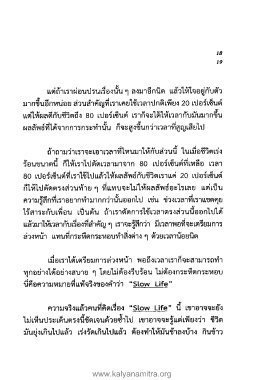 18
19
แต่ถ้าเราผ่อนปรนเรื่องนั้น ๆ ลงมาอีกนิด แล้วให้ใจอยู่กับตัว
มากขึ้นอีกหน่อย ส่วนสำคัญที่เราเคยใช้เวลาปกติเพียง 20 เปอร์เซ็นต์
แต่ให้ผลดีกับชีวิตถึง 80 เปอร์เซ็นต์ เราก็จะได้ให้เวลากับมันมากขึ้น
ผลลัพธ์ที่ได้จากการกระทำนั้น ก็จะสูงขึ้นกว่าเวลาที่สูญเสียไป
ถ้าถามว่าเราจะเอาเวลาที่ไหนมาให้กับส่วนนี้ ในเมื่อชีวิตเร่ง
ร้อนขนาดนี้ ก็ให้เราไปตัดเวลามาจาก 80 เปอร์เซ็นต์ที่เหลือ เวลา
80 เปอร์เซ็นต์ที่เราใช้ไปแล้วให้ผลลัพธ์กับชีวิตเราแค่ 20 เปอร์เซ็นต์
ก็ให้ไปตัดตรงส่วนท้าย ๆ ที่แทบจะไม่ให้ผลลัพธ์อะไรเลย แต่เป็น
ความรู้สึกที่เราอยากทำมากกว่านั้นออกไป เช่น ช่วงเวลาที่เราแชตคุย
ไร้สาระกับเพื่อน เป็นต้น ถ้าเราตัดการใช้เวลาตรงส่วนนี้ออกไปได้
แล้วมาให้เวลากับเรื่องที่สำคัญ ๆ เราจะรู้สึกว่า มีเวลาพอที่จะเตรียมการ
ล่วงหน้า แทนที่กระหืดกระหอบทำสิ่งต่าง ๆ ด้วยเวลาน้อยนิด
เมื่อเราได้เตรียมการล่วงหน้า พอถึงเวลาเราก็จะสามารถทำ
ทุกอย่างได้อย่างสบาย ๆ โดยไม่ต้องรีบร้อน ไม่ต้องกระหืดกระหอบ
นี่คือความหมายที่แท้จริงของคำว่า "Slow Life"
ความจริงแล้วคนที่คิดเรื่อง "Slow Life" นี้ เขาอาจจะยัง
ไม่เห็นประเด็นตรงนี้ชัดเจนด้วยซ้ำไป เขาอาจจะรู้แต่เพียงว่า ชีวิต
มันยุ่งเกินไปแล้ว เร่งรัดเกินไปแล้ว ต้องทำให้มันช้าลงบ้าง กินข้าว
www.kalyanamitra.org